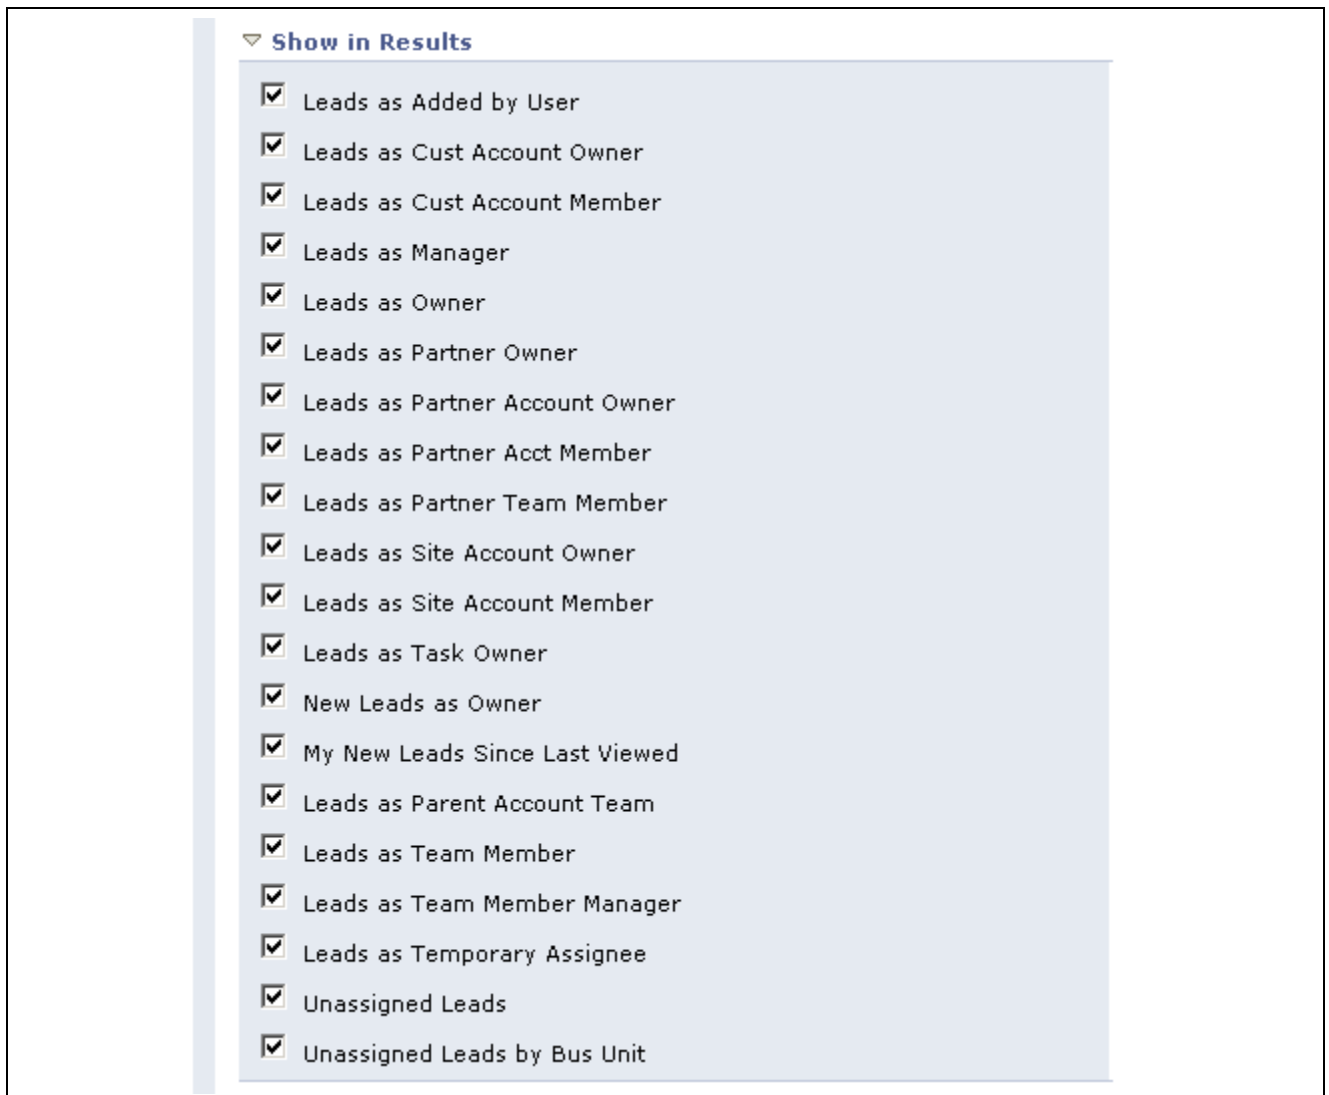 Show in Results
Leads as Added by User
Leads as Cust Account Owner
Leads as Cust Account Member
Leads as Manager
Leads as Owner
Leads as Partner Owner
Leads as Partner Account Owner
Leads as Partner Acct Member
Leads as Partner Team Member
Leads as Site Account Owner
Leads as Site Account Member
Leads as Task Owner
New Leads as Owner
My New Leads Since Last Viewed
Leads as Parent Account Team
Leads as Team Member
Leads as Team Member Manager
Leads as Temporary Assignee
Unassigned Leads
Unassigned Leads by Bus Unit